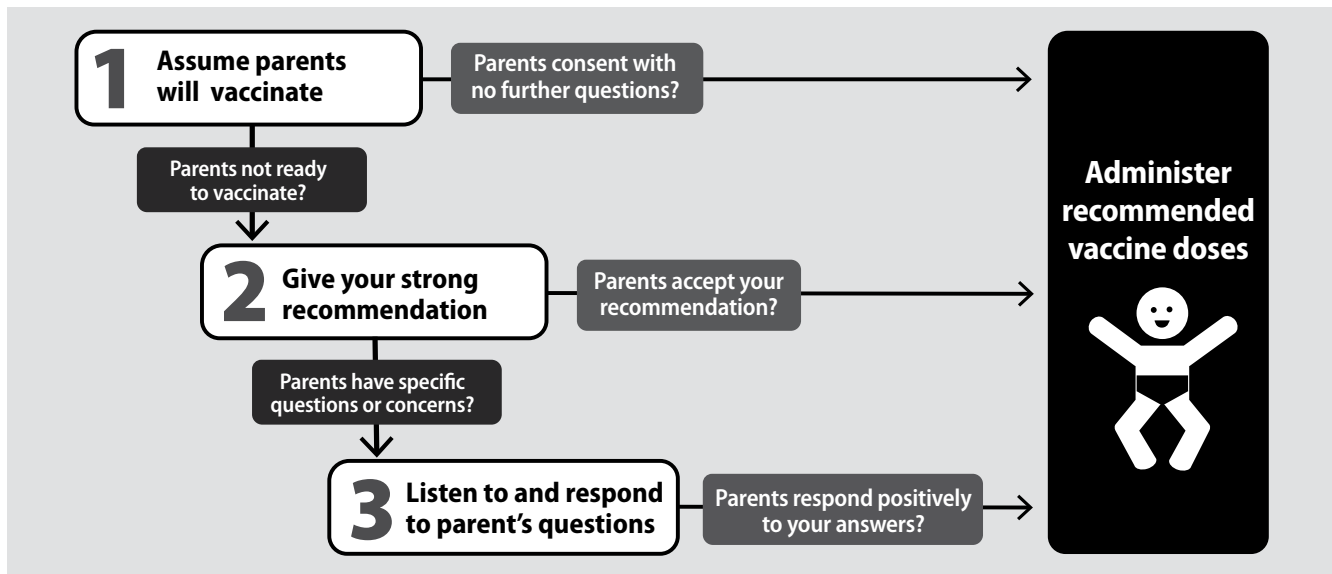 1
Assume parents
will vaccinate
Parents consent with
no further questions?
Parents not ready
to vaccinate?
2
Give your strong
recommendation
Parents accept your
recommendation?
Parents have specific
questions or concerns?
3
Listen to and respond
to parent’s questions
Parents respond positively
to your answers?
Administer
recommended
vaccine doses